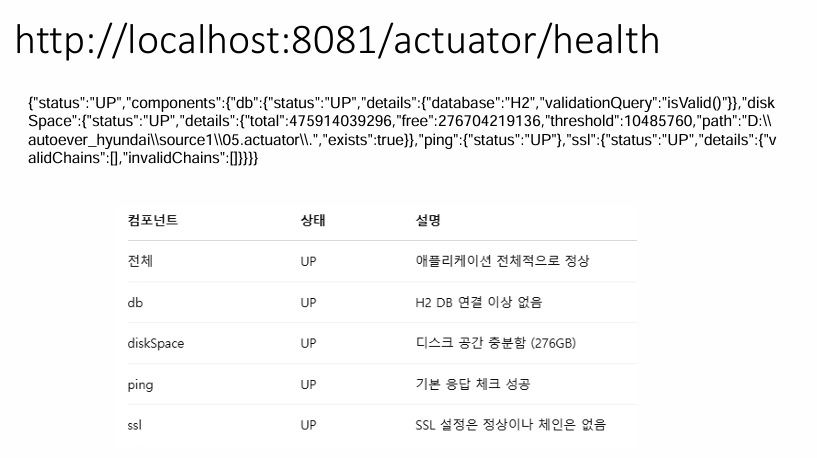 http://localhost:8081/actuator/health
{"status":"UP","components":{"db":{"status":"UP","details":{"database":"H2","validationQuery":"isValid()"}},"disk
Space":{"status":"UP","details":{"total":475914039296,"free":276704219136,"threshold":10485760,"path":"D:\\
autoever_hyundai\\source1\\05.actuator\\.","exists":true}},"ping":{"status":"UP"},"ssl":{"status":"UP","details":{"v
alidChains":[],"invalidChains":[]}}}}
컴포넌트 상태 설명
전체 UP 애플리케이션 전체적으로 정상
db UP H2 DB 연결 이상 없음
diskSpace UP 디스크 공간 충분함 (276GB)
ping UP 기본 응답 체크 성공
ssl UP SSL 설정은 정상이나 체인은 없음